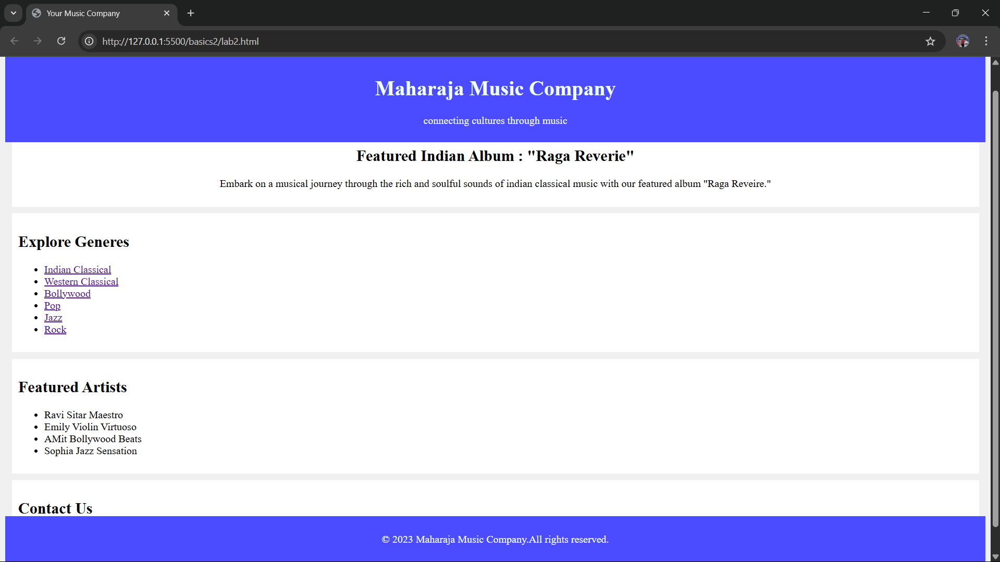 Your Music Company
http://127.0.0.1:5500/basics2/lab2.html
Maharaja Music Company
connecting cultures through music
Featured Indian Album : "Raga Reverie"
Embark on a musical journey through the rich and soulful sounds of indian classical music with our featured album "Raga Reveire."
Explore Generes
Indian Classical
Western Classical
Bollywood
Pop
Jazz
Rock
Featured Artists
Ravi Sitar Maestro
Emily Violin Virtuoso
AMit Bollywood Beats
Sophia Jazz Sensation
Contact Us
© 2023 Maharaja Music Company.All rights reserved.